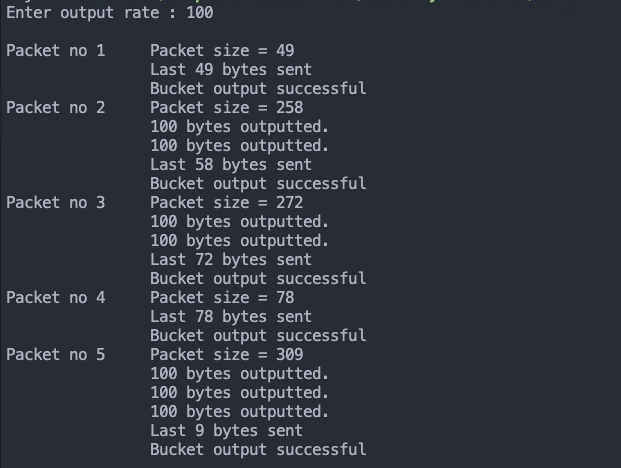 Enter output rate : 100
Packet no 1 Packet size = 49
Last 49 bytes sent
Bucket output successful
Packet no 2 Packet size = 258
100 bytes outputted.
100 bytes outputted.
Last 58 bytes sent
Bucket output successful
Packet no 3 Packet size = 272
100 bytes outputted.
100 bytes outputted.
Last 72 bytes sent
Bucket output successful
Packet no 4 Packet size = 78
Last 78 bytes sent
Bucket output successful
Packet no 5 Packet size = 309
100 bytes outputted.
100 bytes outputted.
100 bytes outputted.
Last 9 bytes sent
Bucket output successful